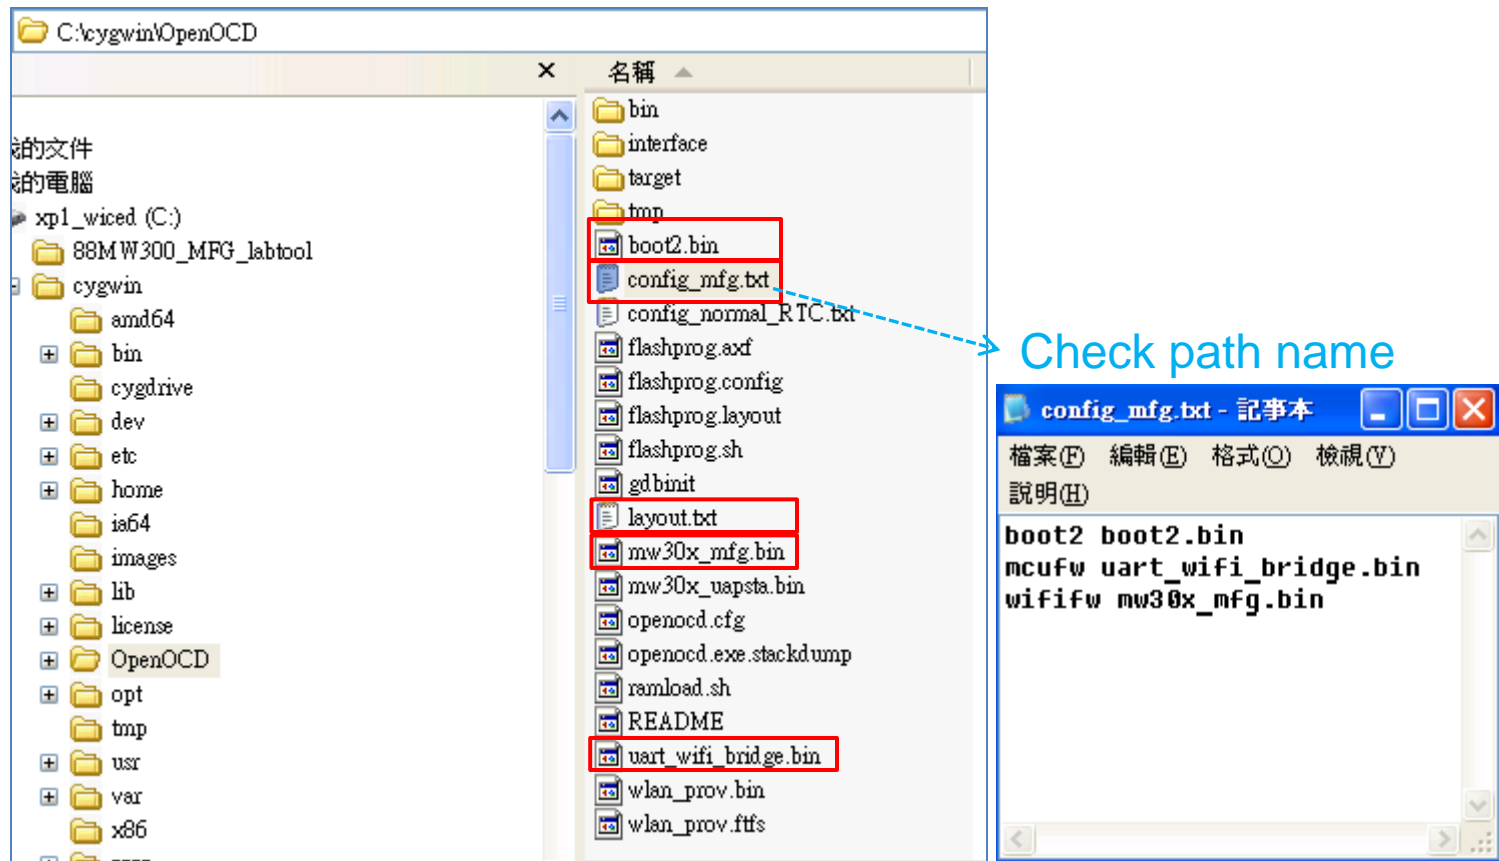 C:\cygwin\OpenOCD
名稱
我的文件
我的電腦
xp1_wiced (C:)
88MW300_MFG_labtool
cygwin
amd64
bin
cygdrive
dev
etc
home
ia64
images
lib
license
OpenOCD
opt
tmp
usr
var
x86
bin
interface
target
tmp
boot2.bin
config_mfg.txt
config_normal_RTC.txt
flashprog.axf
flashprog.config
flashprog.layout
flashprog.sh
gdbinit
layout.txt
mw30x_mfg.bin
mw30x_uapsta.bin
openocd.cfg
openocd.exe.stackdump
ramload.sh
README
uart_wifi_bridge.bin
wlan_prov.bin
wlan_prov.ftfs
Check path name
config_mfg.txt - 記事本
檔案(F) 編輯(E) 格式(O) 檢視(V)
說明(H)
boot2 boot2.bin
mcufw uart_wifi_bridge.bin
wififw mw30x_mfg.bin